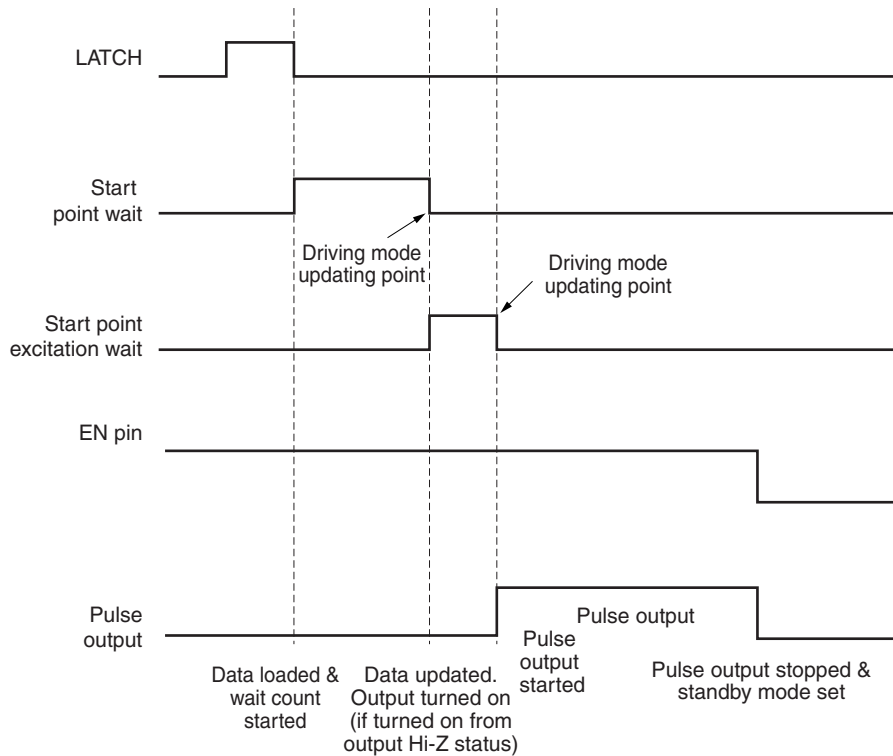 LATCH
Start
point wait
Driving mode
updating point
Driving mode
updating point
Start point
excitation wait
EN pin
Pulse
output
Pulse output
Pulse
output
started
Data loaded &
wait count
started
Data updated.
Output turned on
(if turned on from
output Hi-Z status)
Pulse output stopped &
standby mode set